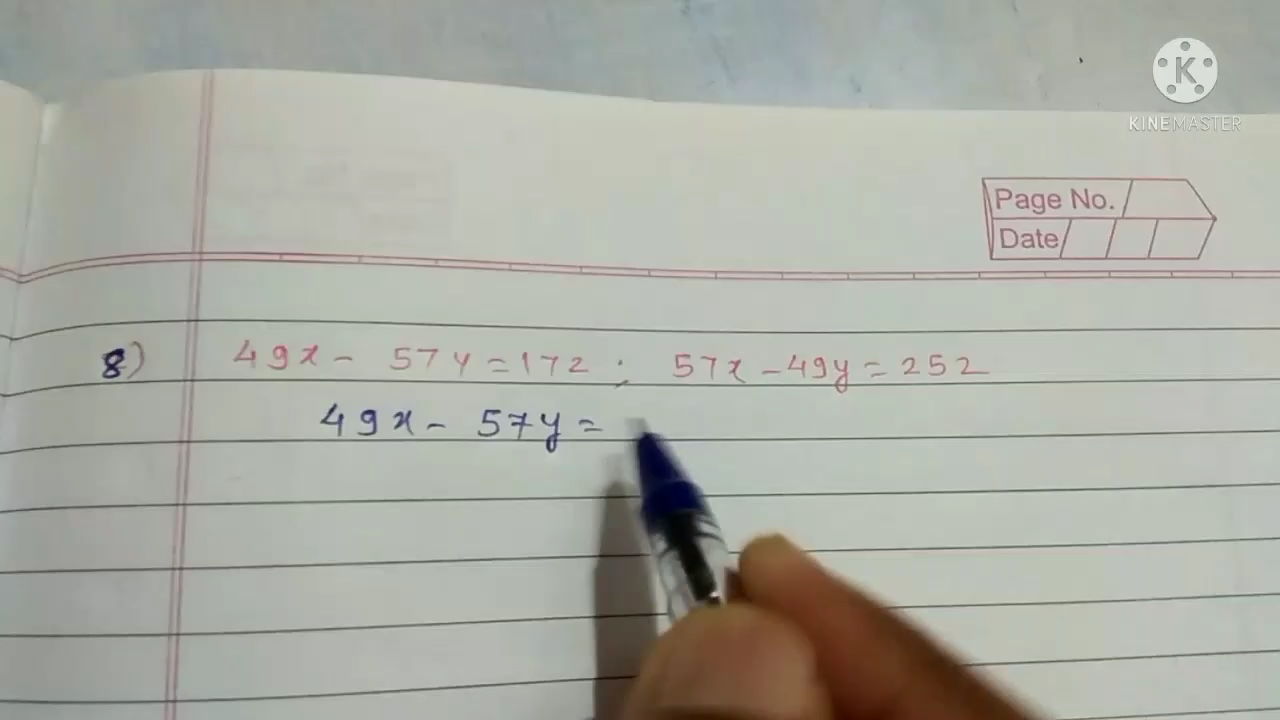 K
KINEMASTER
Page No.
Date
8) 49x - 57y = 172 ; 57x - 49y = 252
49x - 57y =